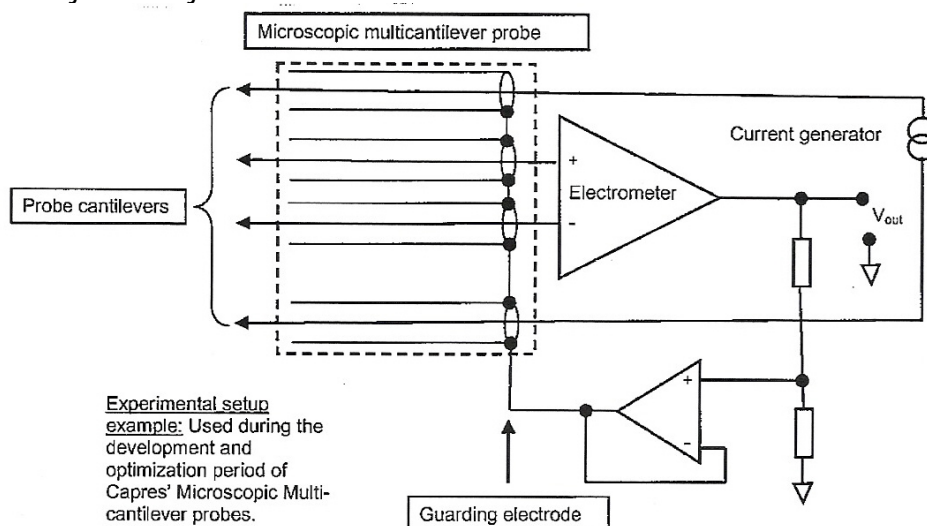 Microscopic multicantilever probe
Current generator
+
Electrometer
Probe cantilevers
-
V_out
Experimental setup
example: Used during the
development and
optimization period of
Capres' Microscopic Multi-
cantilever probes.
+
-
Guarding electrode